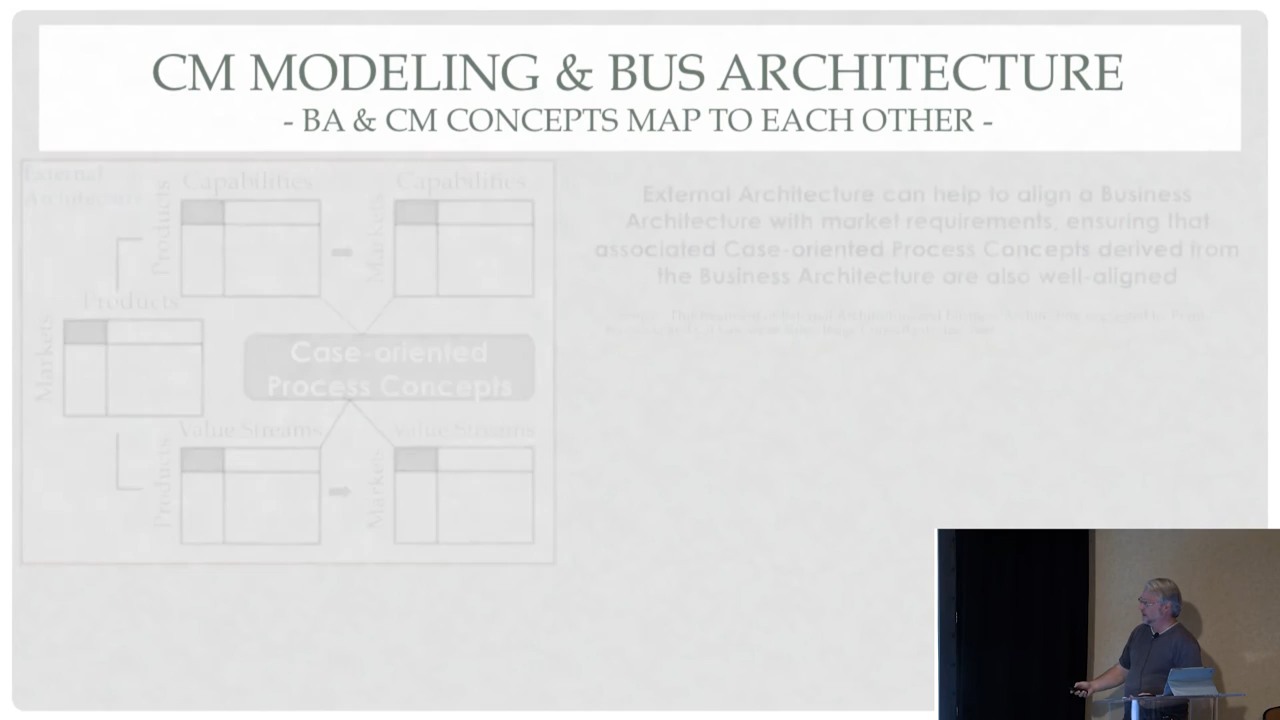 CM MODELING & BUS ARCHITECTURE
- BA & CM CONCEPTS MAP TO EACH OTHER -
External
Architecture
Capabilities
Products
Capabilities
Markets
Products
Markets
Case-oriented
Process Concepts
Value Streams
Products
Value Streams
Markets
External Architecture can help to align a Business
Architecture with market requirements, ensuring that
associated Case-oriented Process Concepts derived from
the Business Architecture are also well-aligned